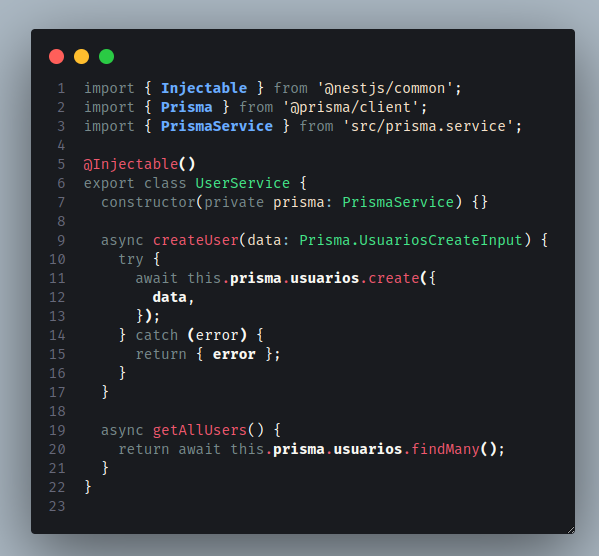 1 import { Injectable } from '@nestjs/common';
2 import { Prisma } from '@prisma/client';
3 import { PrismaService } from 'src/prisma.service';
4
5 @Injectable()
6 export class UserService {
7   constructor(private prisma: PrismaService) {}
8
9   async createUser(data: Prisma.UsuariosCreateInput) {
10     try {
11       await this.prisma.usuarios.create({
12         data,
13       });
14     } catch (error) {
15       return { error };
16     }
17   }
18
19   async getAllUsers() {
20     return await this.prisma.usuarios.findMany();
21   }
22 }
23